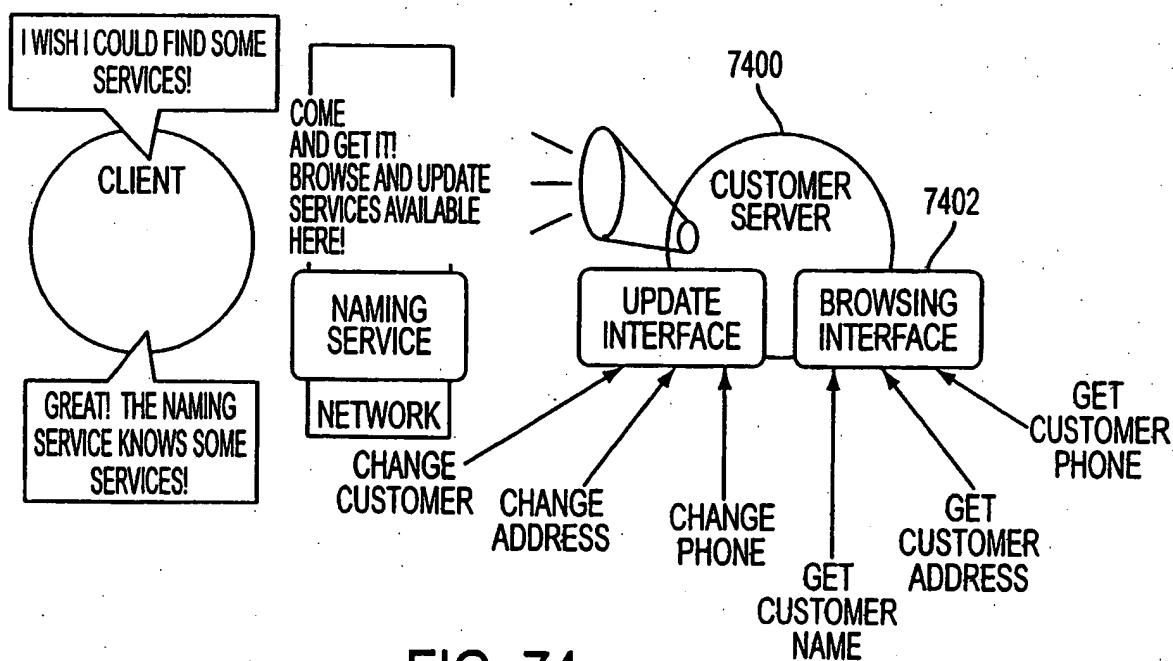 I WISH I COULD FIND SOME
SERVICES!
CLIENT
GREAT! THE NAMING
SERVICE KNOWS SOME
SERVICES!
COME
AND GET IT!
BROWSE AND UPDATE
SERVICES AVAILABLE
HERE!
NAMING
SERVICE
NETWORK
7400
CUSTOMER
SERVER
7402
UPDATE
INTERFACE
BROWSING
INTERFACE
CHANGE
CUSTOMER
CHANGE
ADDRESS
CHANGE
PHONE
GET
CUSTOMER
NAME
GET
CUSTOMER
ADDRESS
GET
CUSTOMER
PHONE
FIG. 74